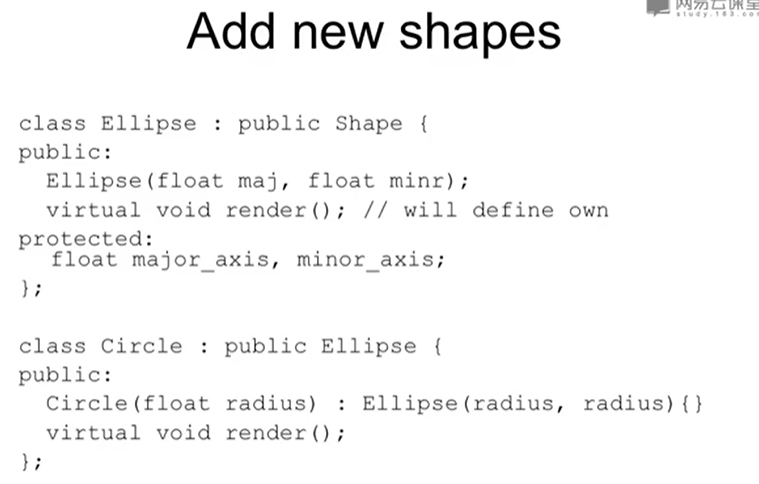 网易云课堂
study.163.com
Add new shapes
class Ellipse : public Shape {
public:
  Ellipse(float maj, float minr);
  virtual void render(); // will define own
protected:
  float major_axis, minor_axis;
};
class Circle : public Ellipse {
public:
  Circle(float radius) : Ellipse(radius, radius){}
  virtual void render();
};